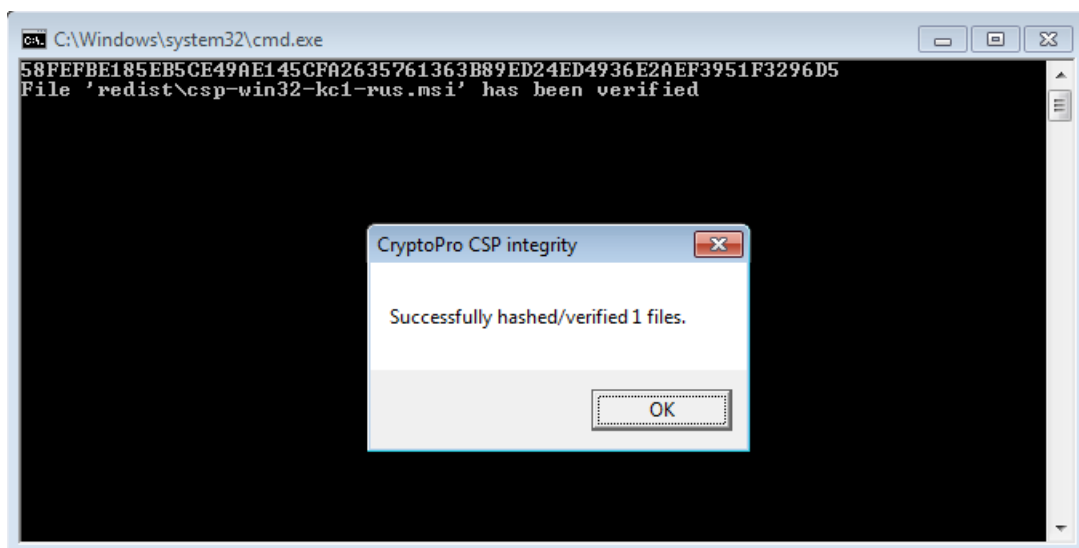 C:\Windows\system32\cmd.exe
58FEFBE185EB5CE49AE145CFA2635761363B89ED24ED4936E2AEF3951F3296D5
File 'redist\csp-win32-kc1-rus.msi' has been verified
CryptoPro CSP integrity
Successfully hashed/verified 1 files.
OK